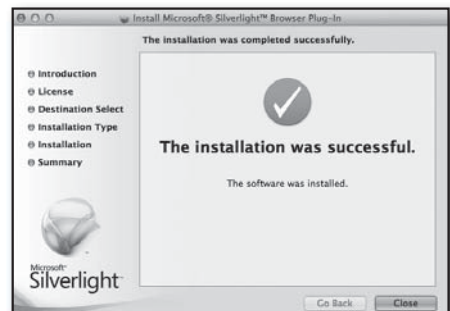 Install Microsoft® Silverlight™ Browser Plug-In
The installation was completed successfully.
Introduction
License
Destination Select
Installation Type
Installation
Summary
The installation was successful.
The software was installed.
Microsoft®
Silverlight™
Go Back
Close